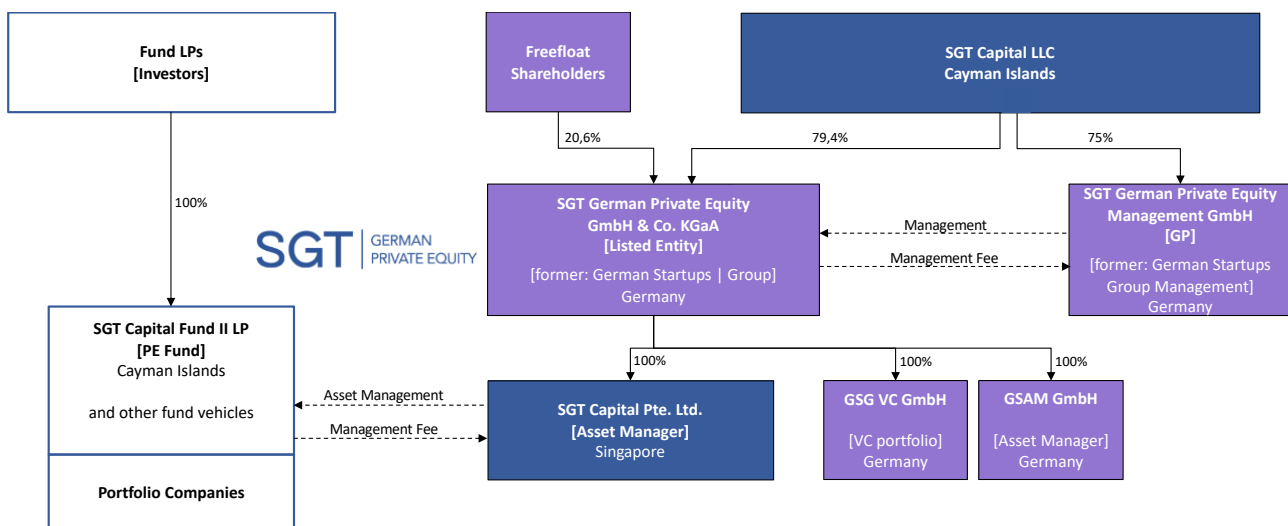 Fund LPs
[Investors]
Freefloat
Shareholders
SGT Capital LLC
Cayman Islands
20,6%
79,4%
75%
100%
SGT German Private Equity
GmbH & Co. KGaA
[Listed Entity]
[former: German Startups | Group]
Germany
Management
Management Fee
SGT German Private Equity
Management GmbH
[GP]
[former: German Startups
Group Management]
Germany
SGT
GERMAN
PRIVATE EQUITY
SGT Capital Fund II LP
[PE Fund]
Cayman Islands
and other fund vehicles
Portfolio Companies
Asset Management
Management Fee
100%
100%
100%
SGT Capital Pte. Ltd.
[Asset Manager]
Singapore
GSG VC GmbH
[VC portfolio]
Germany
GSAM GmbH
[Asset Manager]
Germany